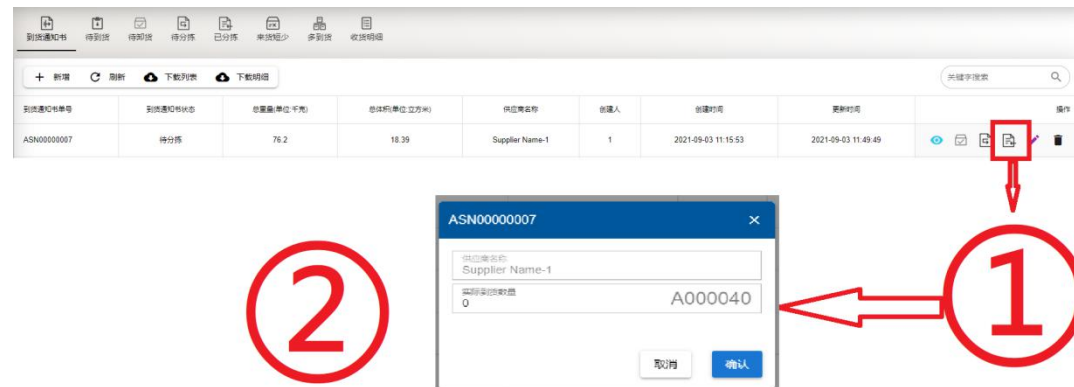 到货通知书 待到货 待卸货 待分拣 已分拣 来货短少 多到货 收货明细
+ 新增 刷新 下载列表 下载明细 关键字搜索
到货通知书单号 到货通知书状态 总重量(单位:千克) 总体积(单位:立方米) 供应商名称 创建人 创建时间 更新时间 操作
ASN00000007 待分拣 76.2 18.39 Supplier Name-1 1 2021-09-03 11:15:53 2021-09-03 11:49:49
①
②
ASN00000007 ×
供应商名称
Supplier Name-1
实际到货数量
0 A000040
取消 确认